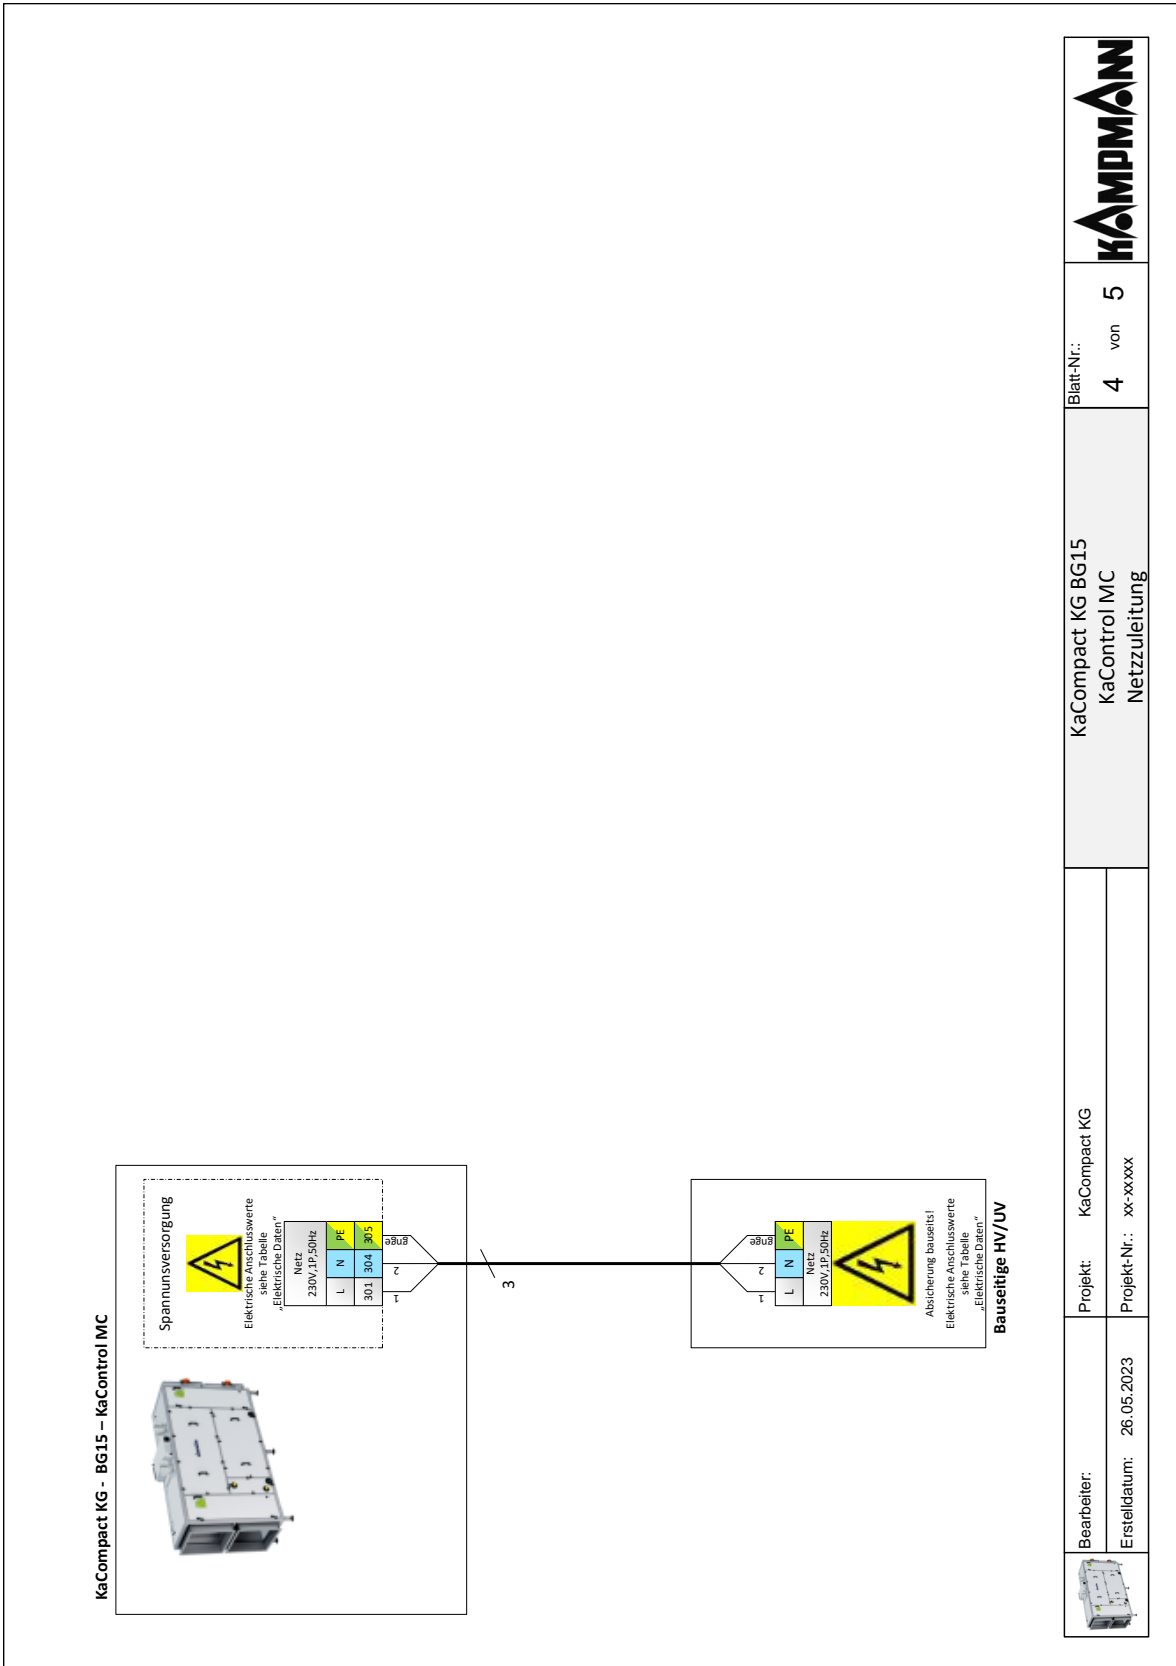 KaCompact KG - BG15 – KaControl MC
Spannunsversorgung
Elektrische Anschlusswerte
siehe Tabelle
„Elektrische Daten“
Netz
230V,1P,50Hz
L N PE
301 304 305
1 2 gnge
3
1 2 gnge
L N PE
Netz
230V,1P,50Hz
Absicherung bauseits!
Elektrische Anschlusswerte
siehe Tabelle
„Elektrische Daten“
Bauseitige HV/UV
Bearbeiter:
Erstelldatum: 26.05.2023
Projekt: KaCompact KG
Projekt-Nr.: xx-xxxxx
KaCompact KG BG15
KaControl MC
Netzzuleitung
Blatt-Nr.:
4 von 5
KAMPMANN